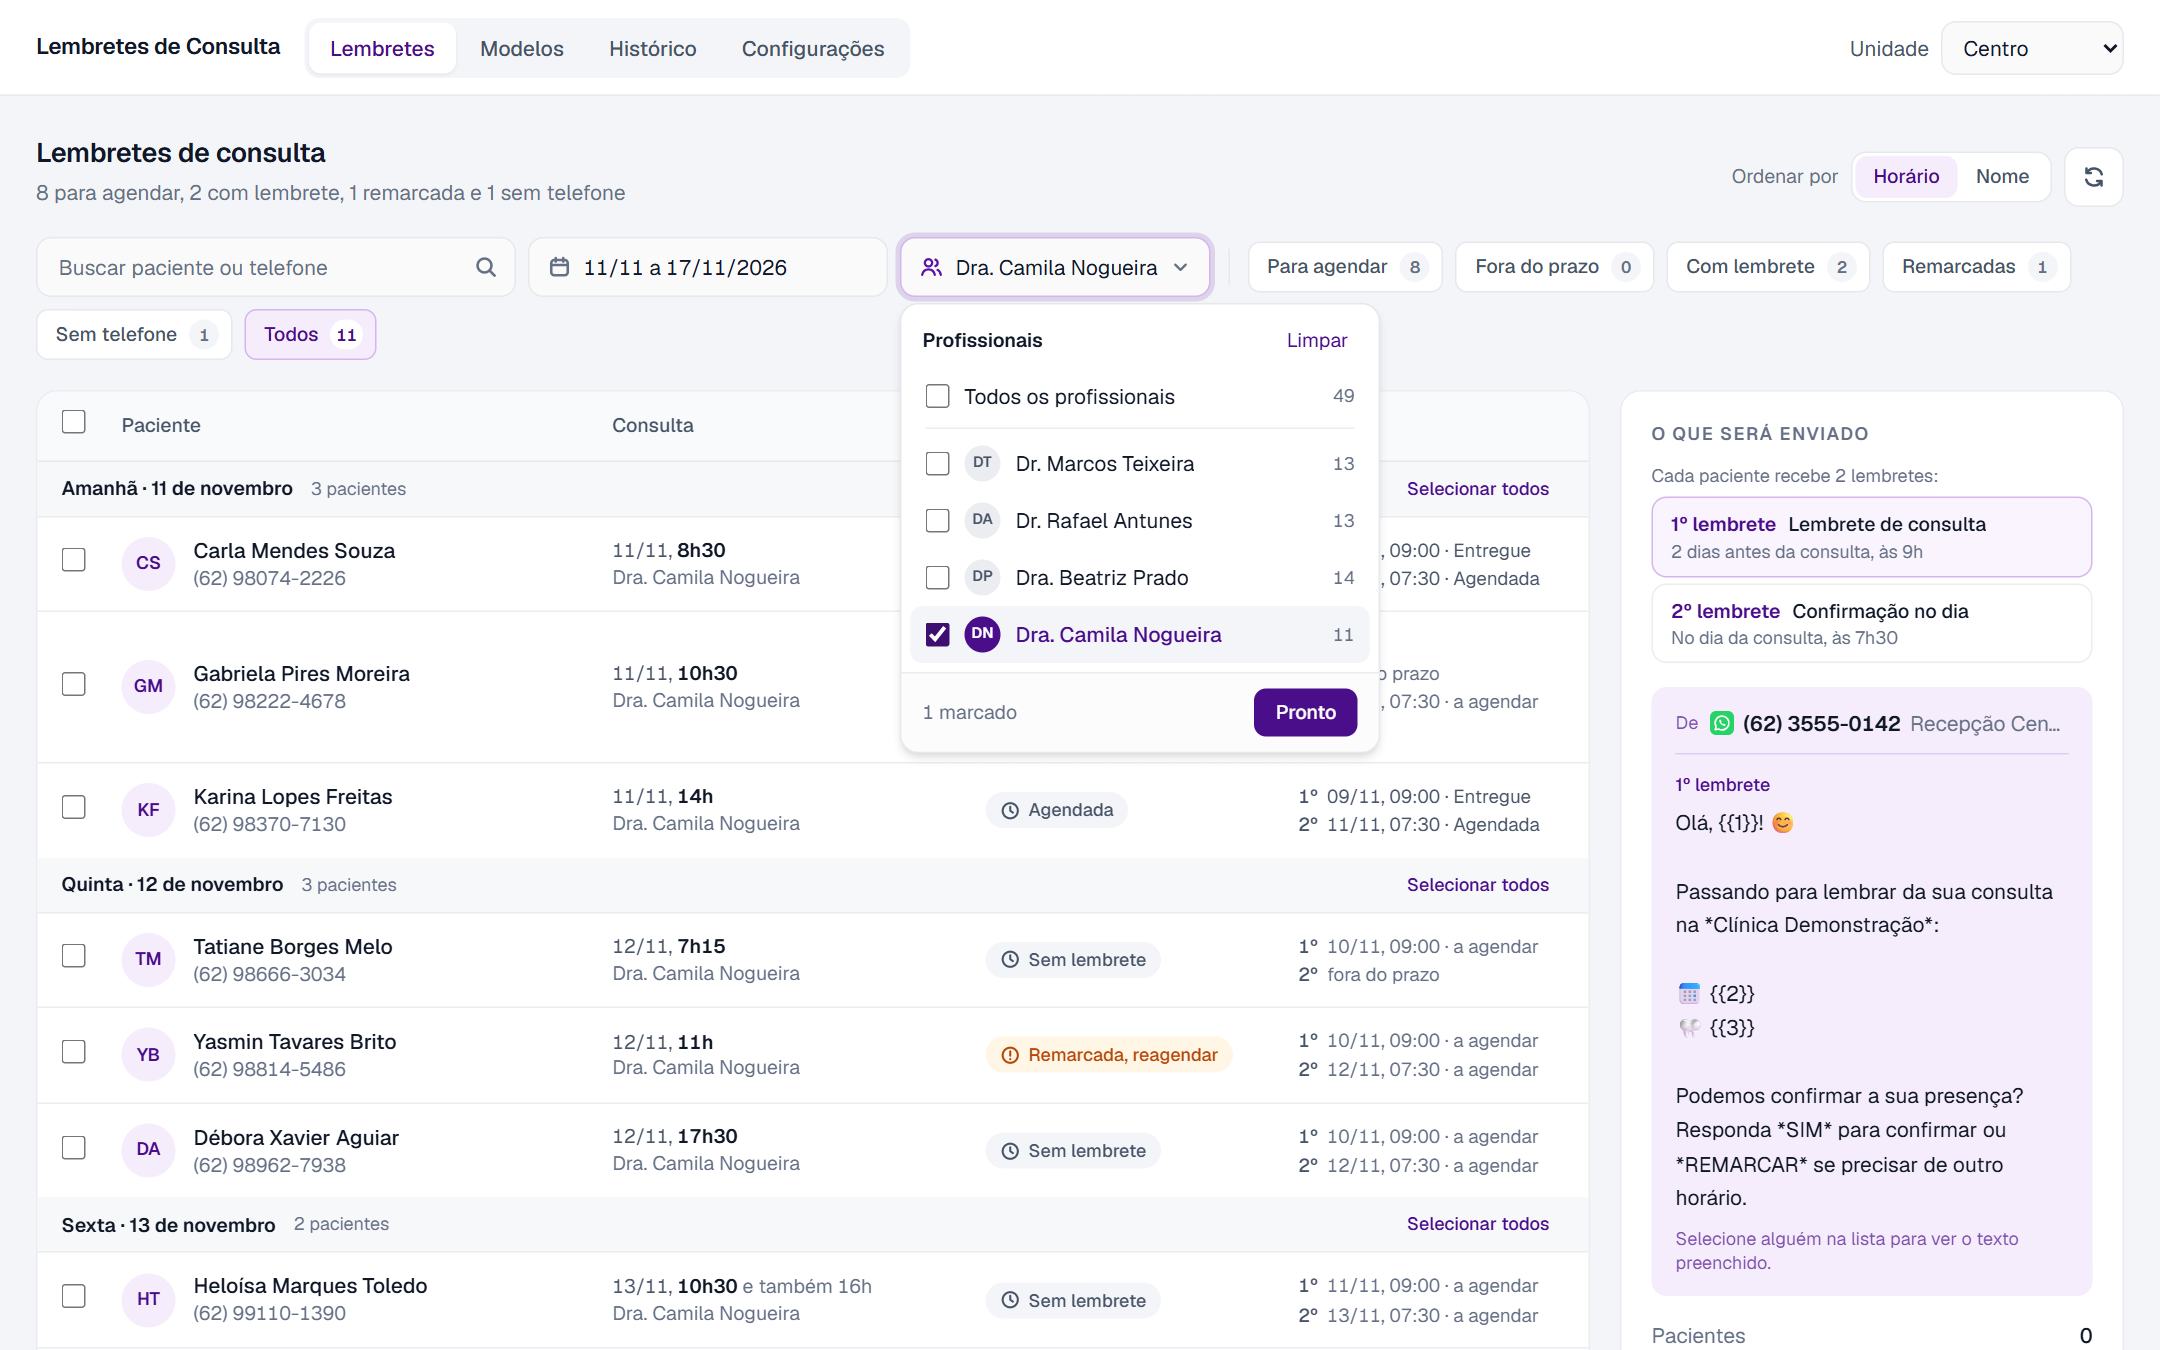 Lembretes de Consulta
Lembretes
Modelos
Histórico
Configurações
Unidade
Centro
Lembretes de consulta
8 para agendar, 2 com lembrete, 1 remarcada e 1 sem telefone
Ordenar por
Horário
Nome
Buscar paciente ou telefone
11/11 a 17/11/2026
Dra. Camila Nogueira
Para agendar 8
Fora do prazo 0
Com lembrete 2
Remarcadas 1
Sem telefone 1
Todos 11
Profissionais
Limpar
Todos os profissionais 49
DT Dr. Marcos Teixeira 13
DA Dr. Rafael Antunes 13
DP Dra. Beatriz Prado 14
DN Dra. Camila Nogueira 11
1 marcado
Pronto
Paciente
Consulta
Amanhã · 11 de novembro 3 pacientes
Selecionar todos
CS
Carla Mendes Souza
(62) 98074-2226
11/11, 8h30
Dra. Camila Nogueira
, 09:00 · Entregue
, 07:30 · Agendada
GM
Gabriela Pires Moreira
(62) 98222-4678
11/11, 10h30
Dra. Camila Nogueira
prazo
, 07:30 · a agendar
KF
Karina Lopes Freitas
(62) 98370-7130
11/11, 14h
Dra. Camila Nogueira
Agendada
1º 09/11, 09:00 · Entregue
2º 11/11, 07:30 · Agendada
Quinta · 12 de novembro 3 pacientes
Selecionar todos
TM
Tatiane Borges Melo
(62) 98666-3034
12/11, 7h15
Dra. Camila Nogueira
Sem lembrete
1º 10/11, 09:00 · a agendar
2º fora do prazo
YB
Yasmin Tavares Brito
(62) 98814-5486
12/11, 11h
Dra. Camila Nogueira
Remarcada, reagendar
1º 10/11, 09:00 · a agendar
2º 12/11, 07:30 · a agendar
DA
Débora Xavier Aguiar
(62) 98962-7938
12/11, 17h30
Dra. Camila Nogueira
Sem lembrete
1º 10/11, 09:00 · a agendar
2º 12/11, 07:30 · a agendar
Sexta · 13 de novembro 2 pacientes
Selecionar todos
HT
Heloísa Marques Toledo
(62) 99110-1390
13/11, 10h30 e também 16h
Dra. Camila Nogueira
Sem lembrete
1º 11/11, 09:00 · a agendar
2º 13/11, 07:30 · a agendar
O QUE SERÁ ENVIADO
Cada paciente recebe 2 lembretes:
1º lembrete Lembrete de consulta
2 dias antes da consulta, às 9h
2º lembrete Confirmação no dia
No dia da consulta, às 7h30
De (62) 3555-0142 Recepção Cen...
1º lembrete
Olá, {{1}}! 😊
Passando para lembrar da sua consulta
na *Clínica Demonstração*:
🗓️ {{2}}
🦷 {{3}}
Podemos confirmar a sua presença?
Responda *SIM* para confirmar ou
*REMARCAR* se precisar de outro
horário.
Selecione alguém na lista para ver o texto
preenchido.
Pacientes 0